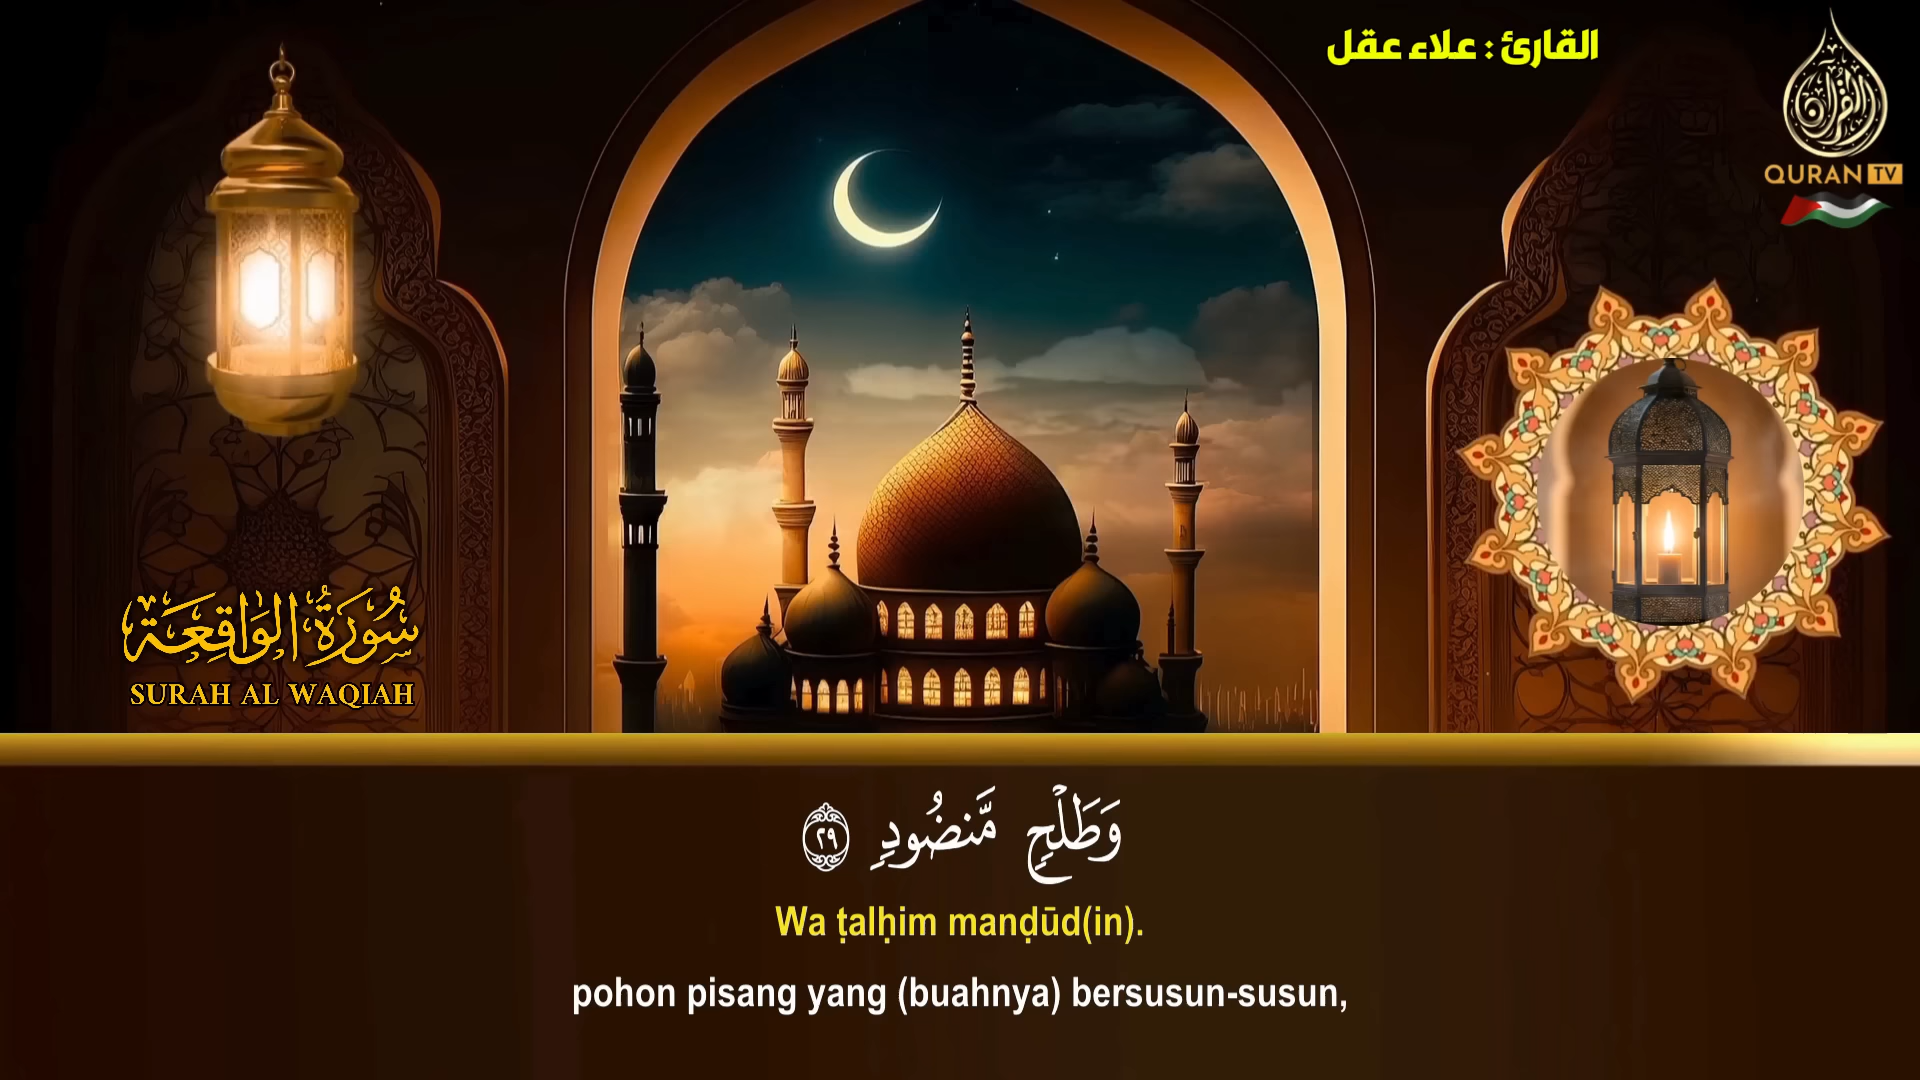 القارئ : علاء عقل
القرآن
QURAN TV
سُورَةُ الوَاقِعَة
SURAH AL WAQIAH
وَطَلْحٍ مَّنضُودٍ ٢٩
Wa ṭalḥim manḍūd(in).
pohon pisang yang (buahnya) bersusun-susun,